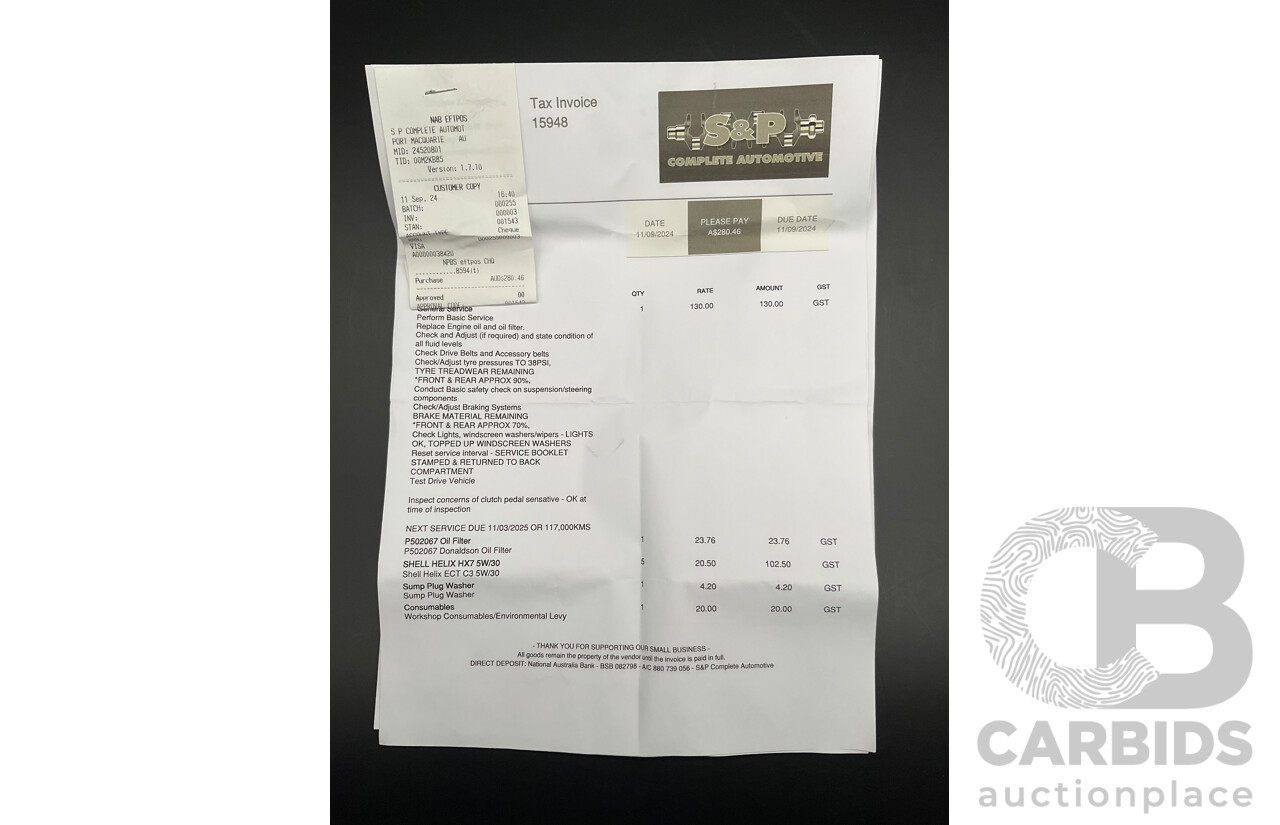 NAB EFTPOS
S P COMPLETE AUTOMOT
PORT MACQUARIE AU
MID: 24520801
TID: 00M2KB85
Version: 1.7.10
CUSTOMER COPY
11 Sep. 24 16:40
BATCH: 000255
INV: 000003
STAN: 001543
ACCOUNT TYPE Cheque
VISA
A00000038420
NPBS eftpos CHQ
............8594(t)
Purchase AUD$280.46
Approved 00
APPROVAL CODE:
Tax Invoice
15948
S&P
COMPLETE AUTOMOTIVE
DATE
11/09/2024
PLEASE PAY
A$280.46
DUE DATE
11/09/2024
QTY RATE AMOUNT GST
General Service 1 130.00 130.00 GST
Perform Basic Service
Replace Engine oil and oil filter.
Check and Adjust (if required) and state condition of
all fluid levels
Check Drive Belts and Accessory belts
Check/Adjust tyre pressures TO 38PSI,
TYRE TREADWEAR REMAINING
*FRONT & REAR APPROX 90%,
Conduct Basic safety check on suspension/steering
components
Check/Adjust Braking Systems
BRAKE MATERIAL REMAINING
*FRONT & REAR APPROX 70%,
Check Lights, windscreen washers/wipers - LIGHTS
OK, TOPPED UP WINDSCREEN WASHERS
Reset service interval - SERVICE BOOKLET
STAMPED & RETURNED TO BACK
COMPARTMENT
Test Drive Vehicle
Inspect concerns of clutch pedal sensative - OK at
time of inspection
NEXT SERVICE DUE 11/03/2025 OR 117,000KMS
P502067 Oil Filter 1 23.76 23.76 GST
P502067 Donaldson Oil Filter
SHELL HELIX HX7 5W/30 5 20.50 102.50 GST
Shell Helix ECT C3 5W/30
Sump Plug Washer 1 4.20 4.20 GST
Sump Plug Washer
Consumables 1 20.00 20.00 GST
Workshop Consumables/Environmental Levy
- THANK YOU FOR SUPPORTING OUR SMALL BUSINESS -
All goods remain the property of the vendor until the invoice is paid in full.
DIRECT DEPOSIT: National Australia Bank - BSB 082798 - A/C 880 739 056 - S&P Complete Automotive
CB
CARBIDS
auctionplace